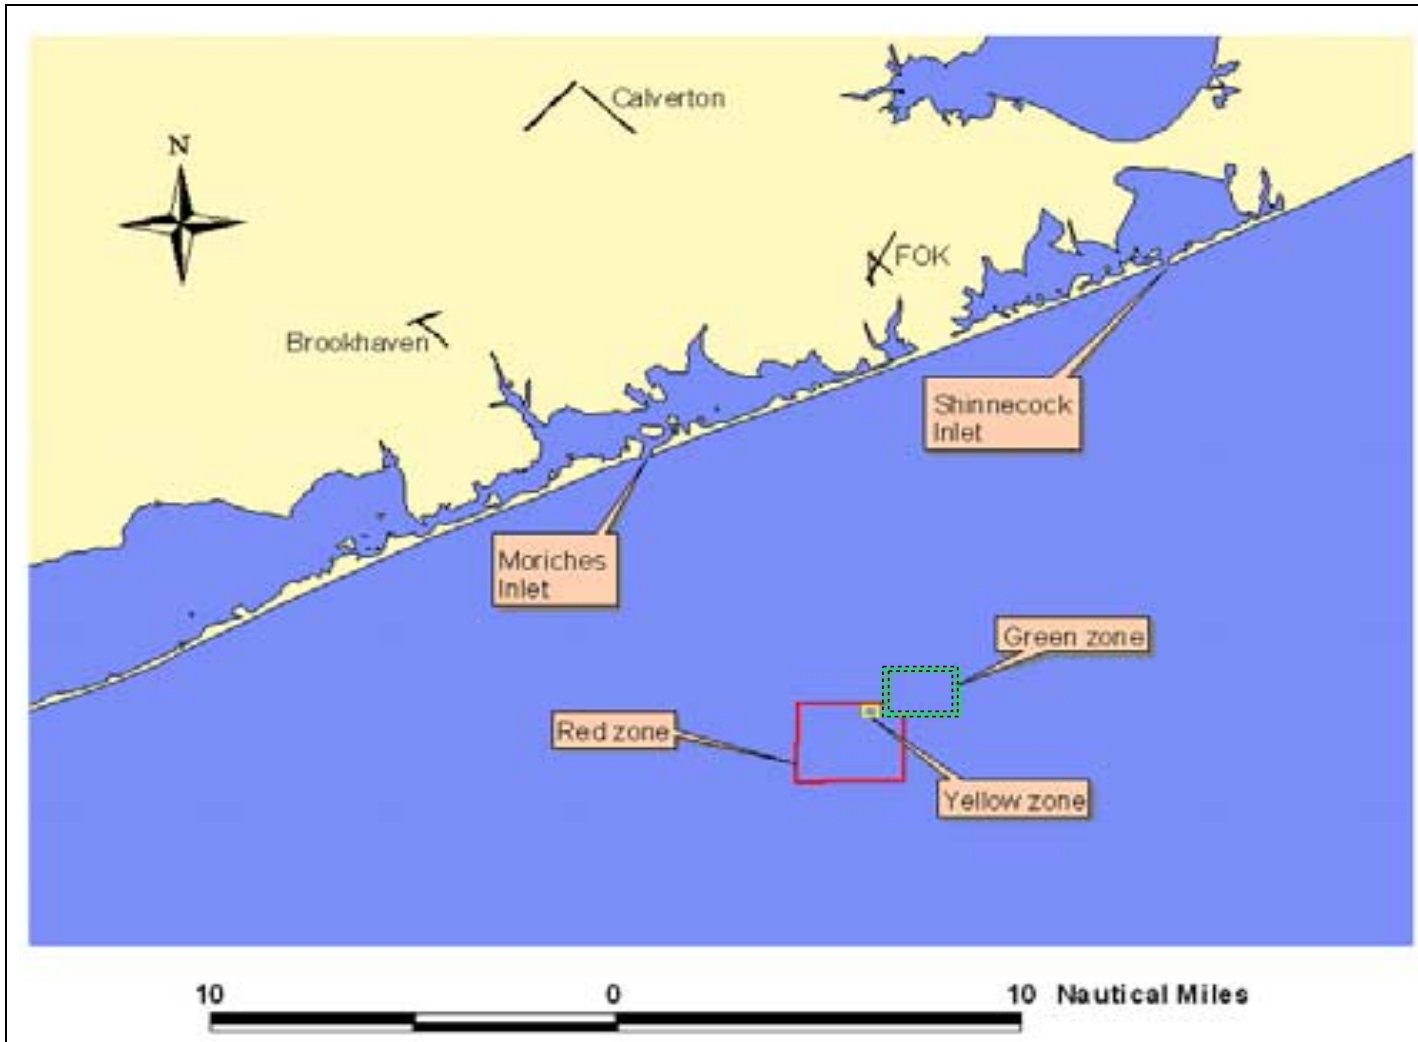 Calverton
N
FOK
Brookhaven
Shinnecock
Inlet
Moriches
Inlet
Green zone
Red zone
Yellow zone
10 0 10 Nautical Miles